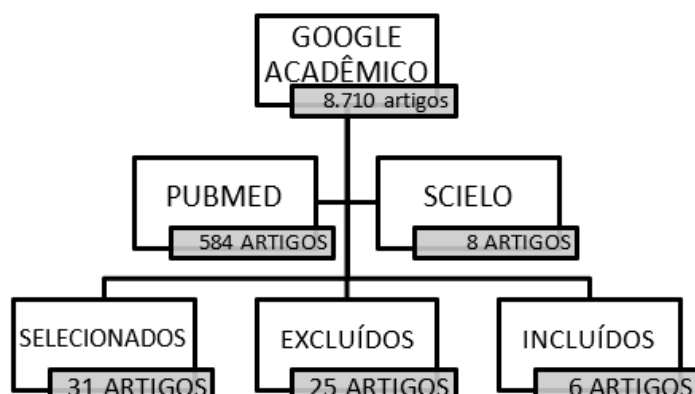 GOOGLE
ACADÊMICO
8.710 artigos
PUBMED
584 ARTIGOS
SCIELO
8 ARTIGOS
SELECIONADOS
31 ARTIGOS
EXCLUÍDOS
25 ARTIGOS
INCLUÍDOS
6 ARTIGOS